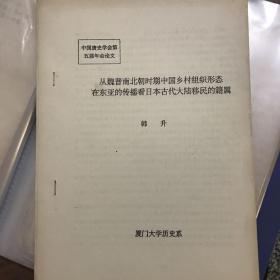 中国唐史学会第
五届年会论文
从魏晋南北朝时期中国乡村组织形态
在东亚的传播看日本古代大陆移民的籍属
韩 升
厦门大学历史系